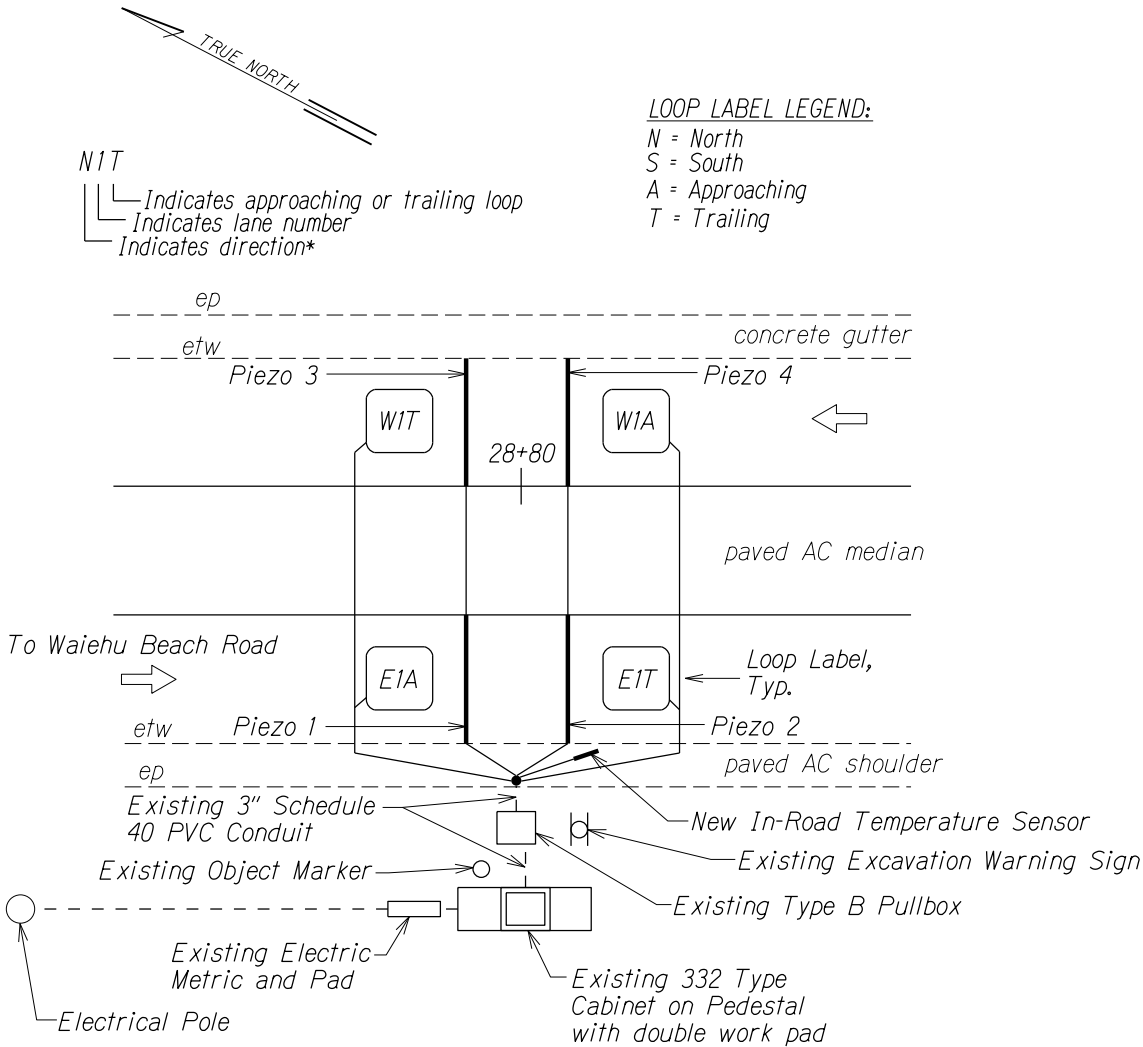 TRUE NORTH
LOOP LABEL LEGEND:
N = North
S = South
A = Approaching
T = Trailing
N1T
Indicates approaching or trailing loop
Indicates lane number
Indicates direction*
ep
concrete gutter
etw
Piezo 3
Piezo 4
W1T
W1A
28+80
paved AC median
To Waiehu Beach Road
E1A
E1T
Loop Label,
Typ.
etw
Piezo 1
Piezo 2
ep
paved AC shoulder
Existing 3" Schedule
40 PVC Conduit
New In-Road Temperature Sensor
Existing Excavation Warning Sign
Existing Object Marker
Existing Type B Pullbox
Existing Electric
Metric and Pad
Existing 332 Type
Cabinet on Pedestal
with double work pad
Electrical Pole